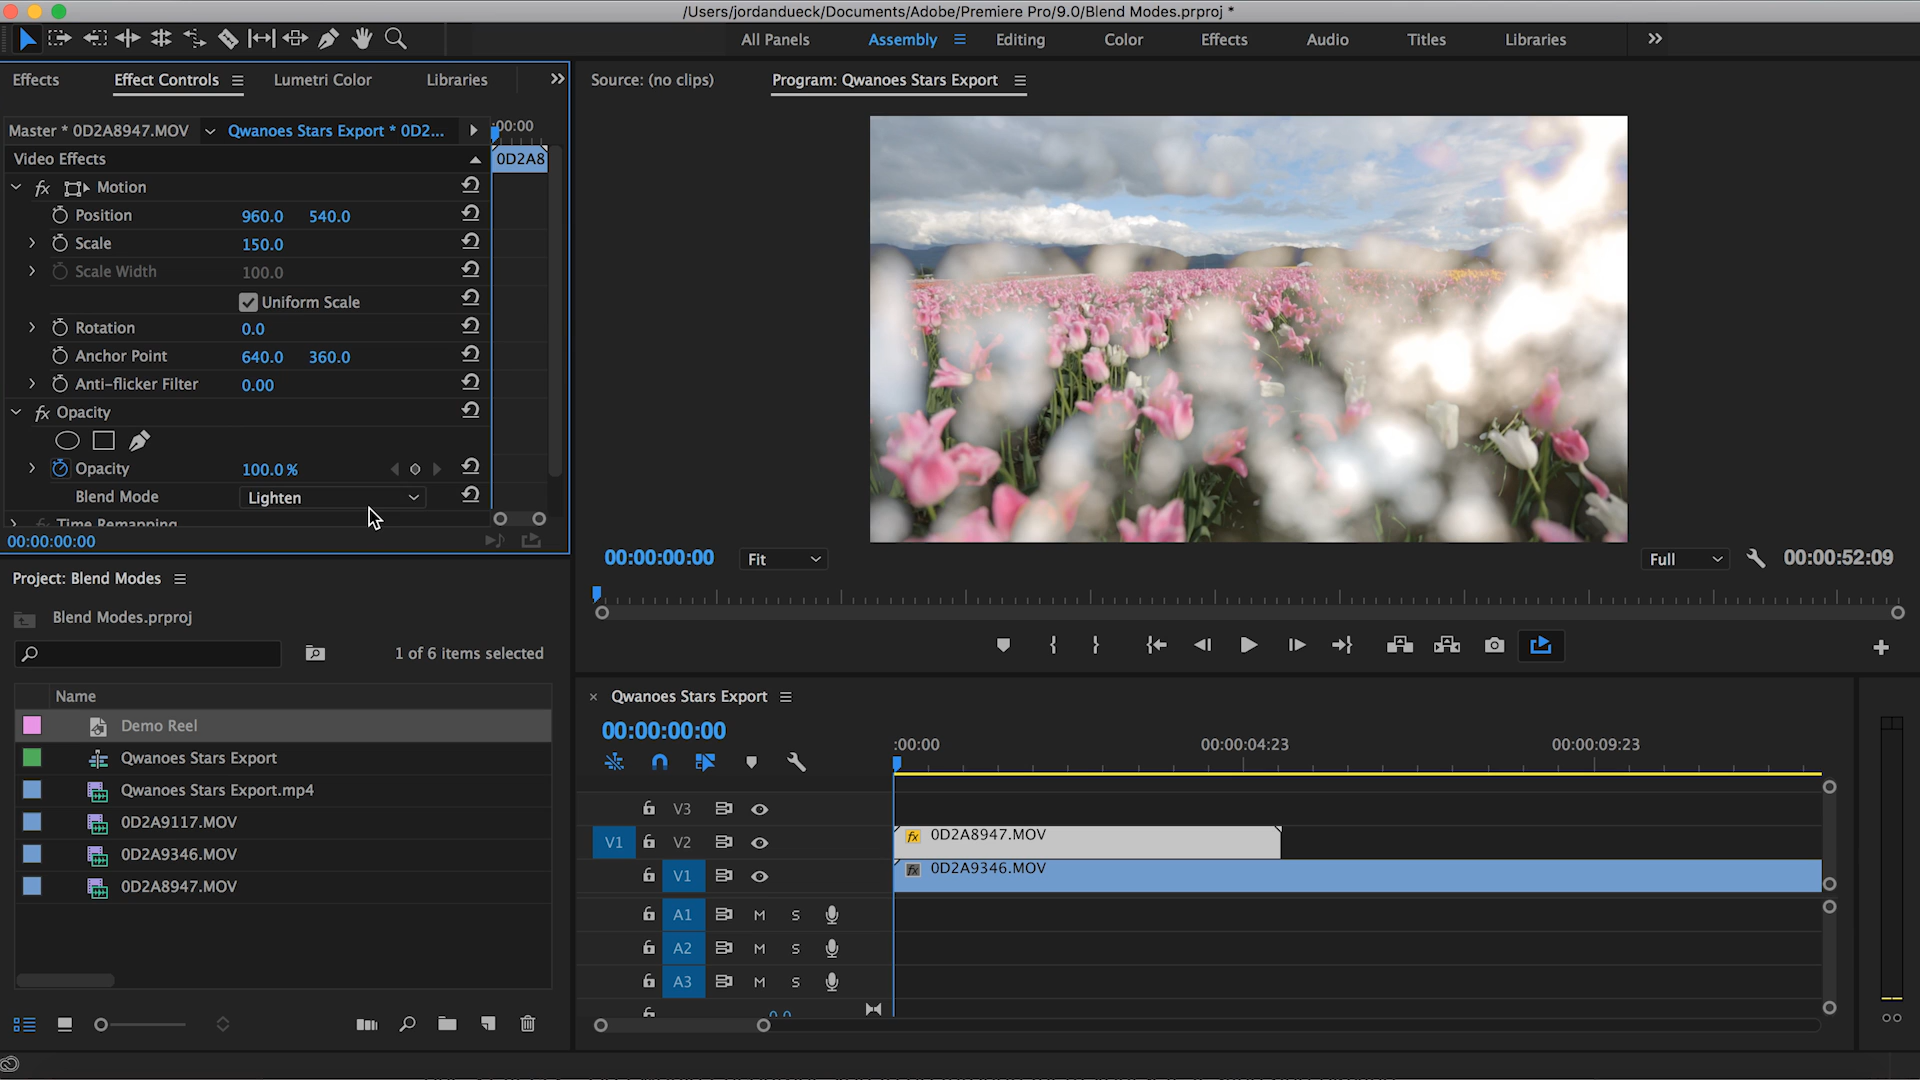 /Users/jordandueck/Documents/Adobe/Premiere Pro/9.0/Blend Modes.prproj *
All Panels
Assembly
Editing
Color
Effects
Audio
Titles
Libraries
Effects
Effect Controls
Lumetri Color
Libraries
Source: (no clips)
Program: Qwanoes Stars Export
Master * 0D2A8947.MOV
Qwanoes Stars Export * 0D2...
:00:00
Video Effects
0D2A8
fx Motion
Position 960.0 540.0
Scale 150.0
Scale Width 100.0
Uniform Scale
Rotation 0.0
Anchor Point 640.0 360.0
Anti-flicker Filter 0.00
fx Opacity
Opacity 100.0 %
Blend Mode Lighten
fx Time Remapping
00:00:00:00
00:00:00:00
Fit
Full
00:00:52:09
Project: Blend Modes
Blend Modes.prproj
1 of 6 items selected
Name
Demo Reel
Qwanoes Stars Export
Qwanoes Stars Export.mp4
0D2A9117.MOV
0D2A9346.MOV
0D2A8947.MOV
Qwanoes Stars Export
00:00:00:00
:00:00
00:00:04:23
00:00:09:23
V3
V1 V2
fx 0D2A8947.MOV
V1
fx 0D2A9346.MOV
A1 M S
A2 M S
A3 M S